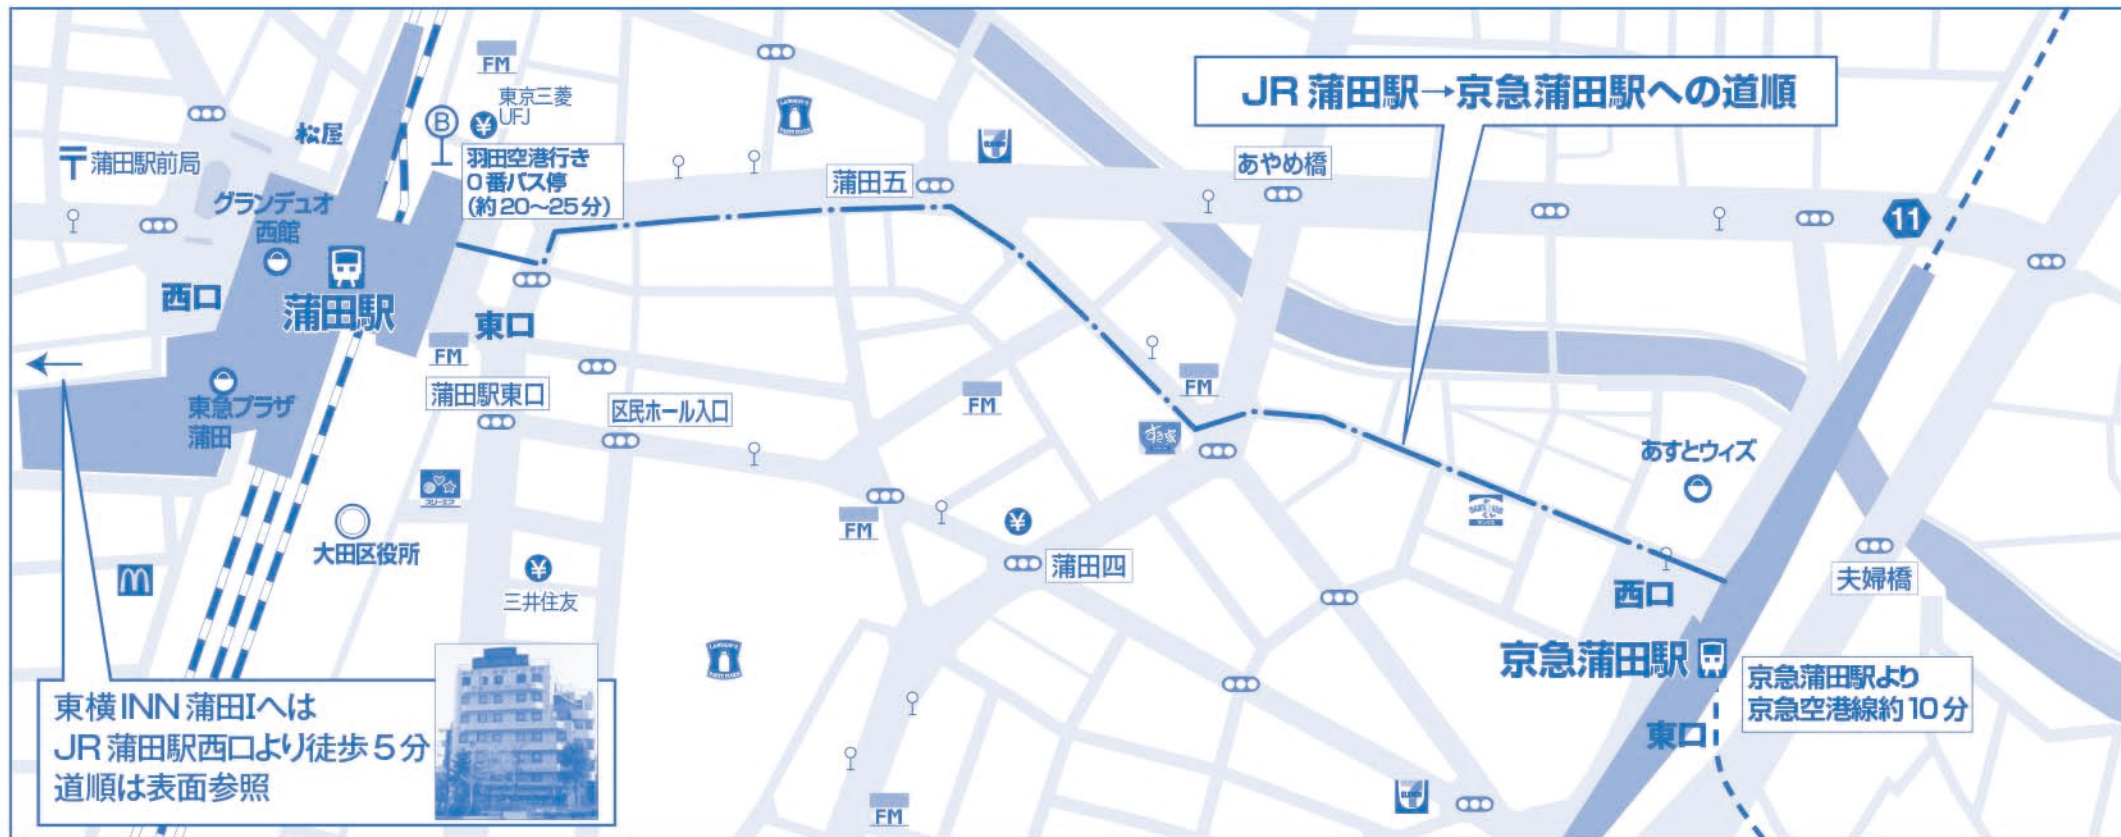 FM
東京三菱
UFJ
B
¥
羽田空港行き
0番バス停
(約20〜25分)
松屋
〒蒲田駅前局
グランデュオ
西館
西口
蒲田駅
東口
東急プラザ
蒲田
FM
蒲田駅東口
区民ホール入口
大田区役所
¥
三井住友
東横INN蒲田Iへは
JR蒲田駅西口より徒歩5分
道順は表面参照
蒲田五
7
ELEVEN
あやめ橋
JR蒲田駅→京急蒲田駅への道順
11
FM
FM
すき家
FM
¥
蒲田四
FM
あすとウィズ
夫婦橋
西口
京急蒲田駅
東口
京急蒲田駅より
京急空港線約10分
7
ELEVEN